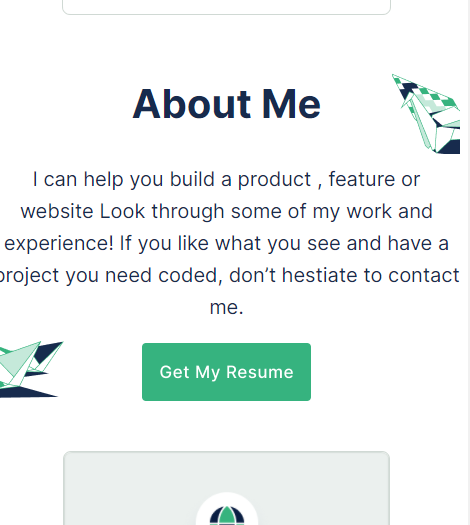 About Me
I can help you build a product , feature or
website Look through some of my work and
experience! If you like what you see and have a
project you need coded, don’t hestiate to contact
me.
Get My Resume